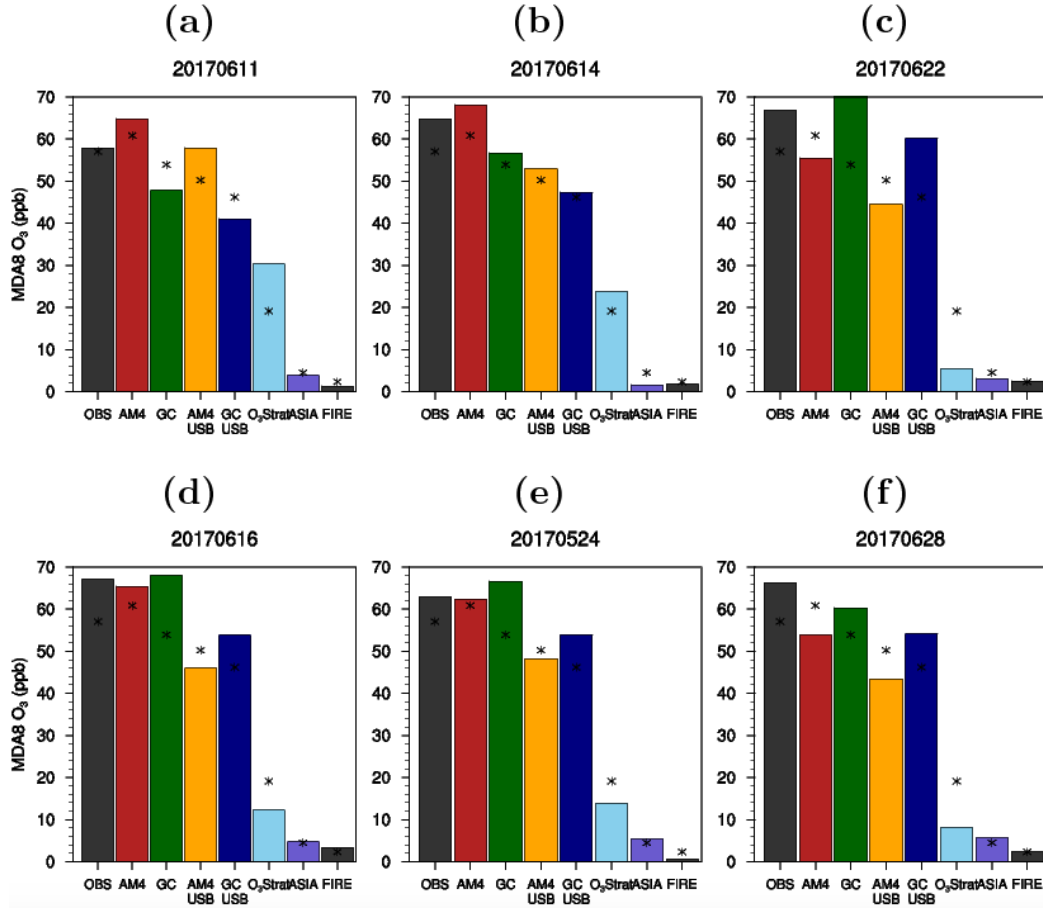 (a) (b) (c)
20170611 20170614 20170622
MDA8 O₃ (ppb)
70 70 70
60 60 60
50 50 50
40 40 40
30 30 30
20 20 20
10 10 10
0 0 0
OBS AM4 GC AM4 GC O₃Strat ASIA FIRE OBS AM4 GC AM4 GC O₃Strat ASIA FIRE OBS AM4 GC AM4 GC O₃Strat ASIA FIRE
USB USB USB USB USB USB
(d) (e) (f)
20170616 20170524 20170628
MDA8 O₃ (ppb)
70 70 70
60 60 60
50 50 50
40 40 40
30 30 30
20 20 20
10 10 10
0 0 0
OBS AM4 GC AM4 GC O₃Strat ASIA FIRE OBS AM4 GC AM4 GC O₃Strat ASIA FIRE OBS AM4 GC AM4 GC O₃Strat ASIA FIRE
USB USB USB USB USB USB